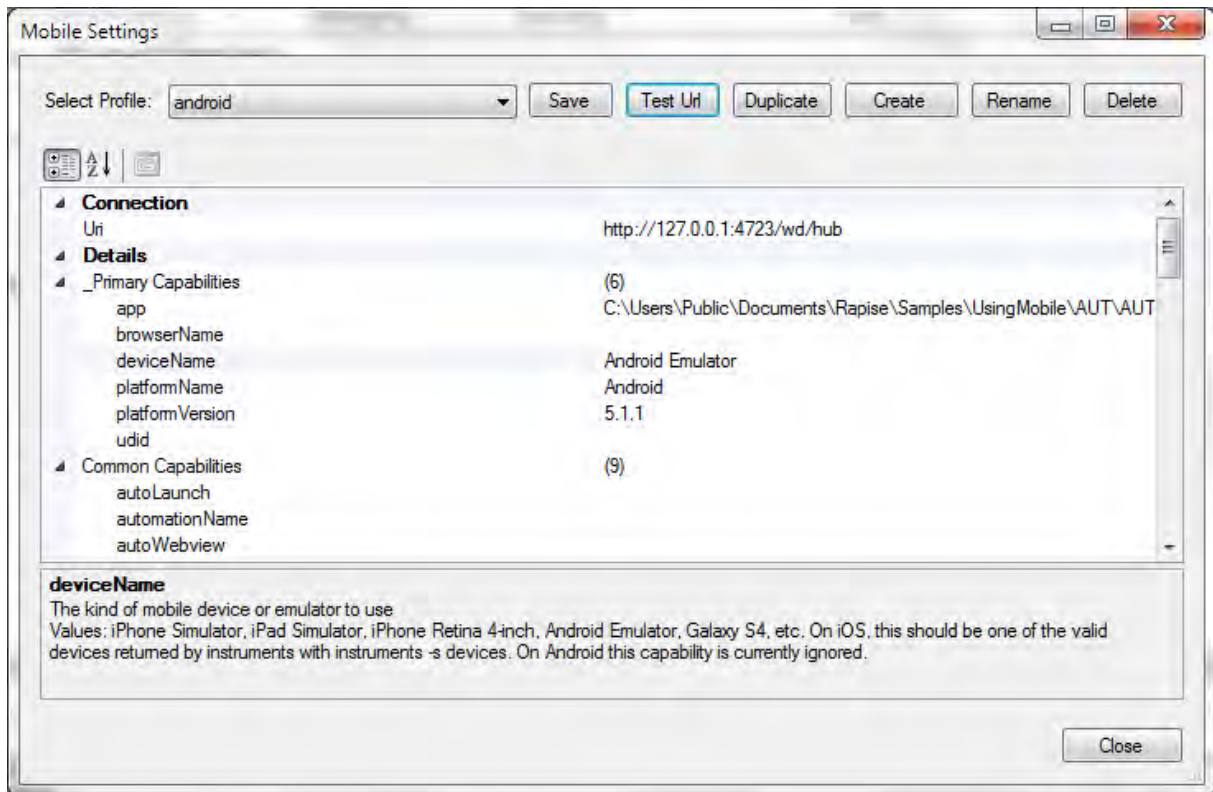 Mobile Settings
Select Profile: android Save Test Url Duplicate Create Rename Delete
Connection
Uri http://127.0.0.1:4723/wd/hub
Details
_Primary Capabilities (6)
app C:\Users\Public\Documents\Rapise\Samples\UsingMobile\AUT\AUT
browserName
deviceName Android Emulator
platformName Android
platformVersion 5.1.1
udid
Common Capabilities (9)
autoLaunch
automationName
autoWebview
deviceName
The kind of mobile device or emulator to use
Values: iPhone Simulator, iPad Simulator, iPhone Retina 4-inch, Android Emulator, Galaxy S4, etc. On iOS, this should be one of the valid
devices returned by instruments with instruments -s devices. On Android this capability is currently ignored.
Close